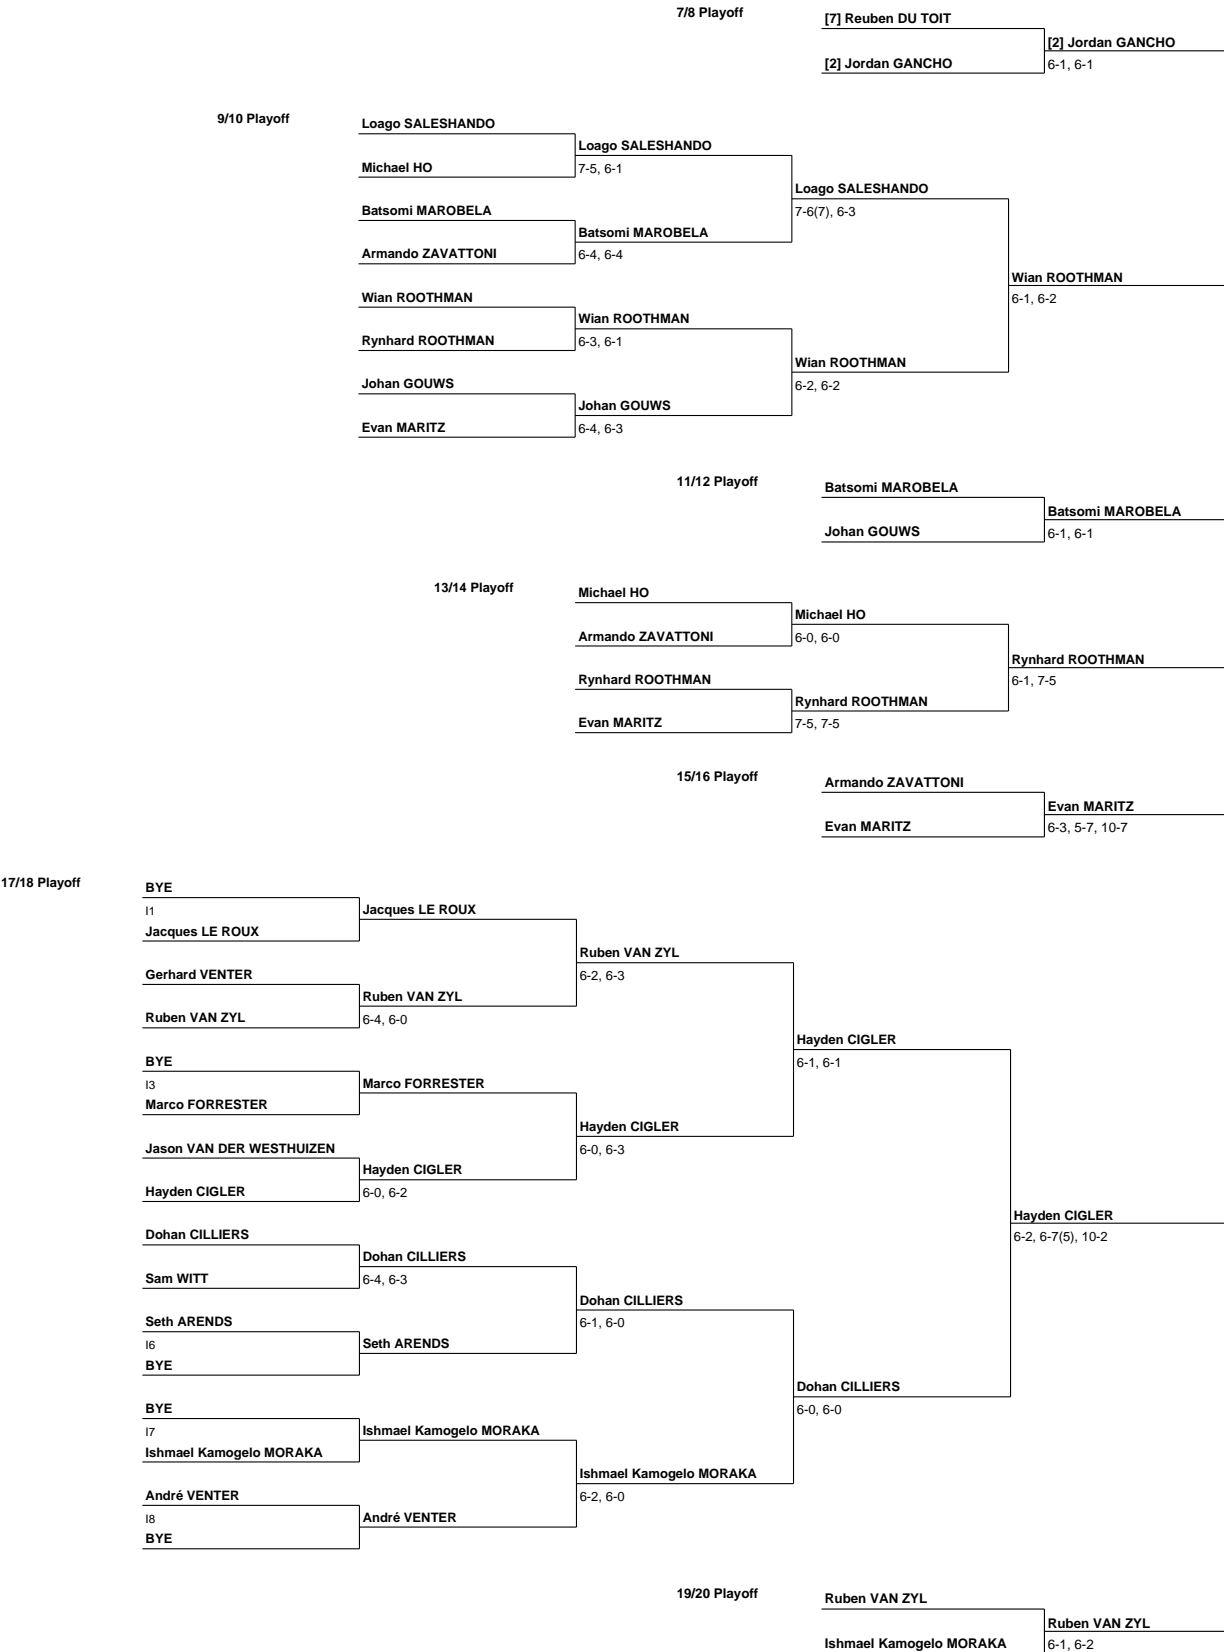 7/8 Playoff
[7] Reuben DU TOIT
[2] Jordan GANCHO
[2] Jordan GANCHO
6-1, 6-1
9/10 Playoff
Loago SALESHANDO
Loago SALESHANDO
Michael HO
7-5, 6-1
Loago SALESHANDO
Batsomi MAROBELA
7-6(7), 6-3
Batsomi MAROBELA
Armando ZAVATTONI
6-4, 6-4
Wian ROOTHMAN
Wian ROOTHMAN
6-1, 6-2
Wian ROOTHMAN
Rynhard ROOTHMAN
6-3, 6-1
Wian ROOTHMAN
Johan GOUWS
6-2, 6-2
Johan GOUWS
Evan MARITZ
6-4, 6-3
11/12 Playoff
Batsomi MAROBELA
Batsomi MAROBELA
Johan GOUWS
6-1, 6-1
13/14 Playoff
Michael HO
Michael HO
Armando ZAVATTONI
6-0, 6-0
Rynhard ROOTHMAN
Rynhard ROOTHMAN
6-1, 7-5
Rynhard ROOTHMAN
Evan MARITZ
7-5, 7-5
15/16 Playoff
Armando ZAVATTONI
Evan MARITZ
Evan MARITZ
6-3, 5-7, 10-7
17/18 Playoff
BYE
I1
Jacques LE ROUX
Jacques LE ROUX
Ruben VAN ZYL
Gerhard VENTER
6-2, 6-3
Ruben VAN ZYL
Ruben VAN ZYL
6-4, 6-0
Hayden CIGLER
BYE
6-1, 6-1
I3
Marco FORRESTER
Marco FORRESTER
Hayden CIGLER
Jason VAN DER WESTHUIZEN
6-0, 6-3
Hayden CIGLER
Hayden CIGLER
6-0, 6-2
Hayden CIGLER
Dohan CILLIERS
6-2, 6-7(5), 10-2
Dohan CILLIERS
Sam WITT
6-4, 6-3
Dohan CILLIERS
Seth ARENDS
6-1, 6-0
I6
Seth ARENDS
BYE
Dohan CILLIERS
BYE
6-0, 6-0
I7
Ishmael Kamogelo MORAKA
Ishmael Kamogelo MORAKA
Ishmael Kamogelo MORAKA
André VENTER
6-2, 6-0
I8
André VENTER
BYE
19/20 Playoff
Ruben VAN ZYL
Ruben VAN ZYL
Ishmael Kamogelo MORAKA
6-1, 6-2